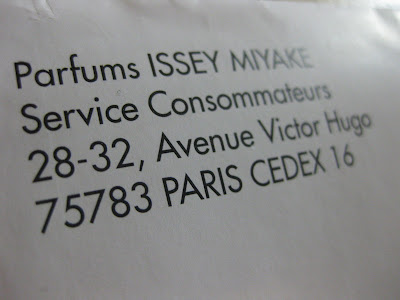 Parfums ISSEY MIYAKE
Service Consommateurs
28-32, Avenue Victor Hugo
75783 PARIS CEDEX 16